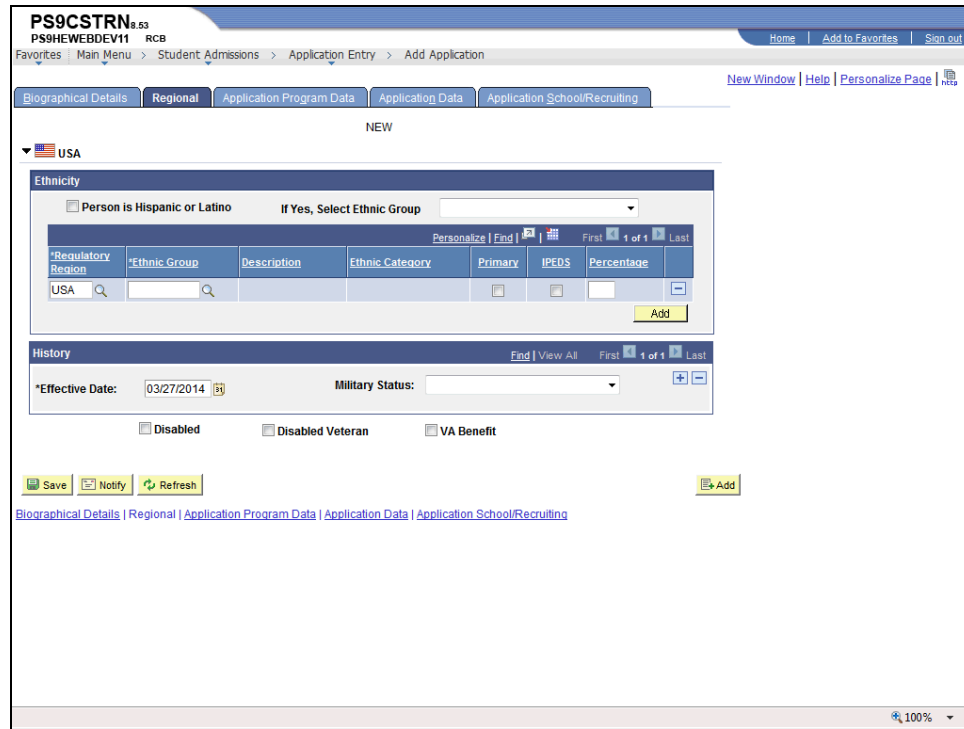 PS9CSTRN8.53
PS9HEWEBDEV11 RCB
Home | Add to Favorites | Sign out
Favorites Main Menu > Student Admissions > Application Entry > Add Application
New Window | Help | Personalize Page | http
Biographical Details Regional Application Program Data Application Data Application School/Recruiting
NEW
USA
Ethnicity
Person is Hispanic or Latino If Yes, Select Ethnic Group
Personalize | Find | | First 1 of 1 Last
*Regulatory Region *Ethnic Group Description Ethnic Category Primary IPEDS Percentage
USA
Add
History Find | View All First 1 of 1 Last
*Effective Date: 03/27/2014 31 Military Status:
Disabled Disabled Veteran VA Benefit
Save Notify Refresh Add
Biographical Details | Regional | Application Program Data | Application Data | Application School/Recruiting
100%